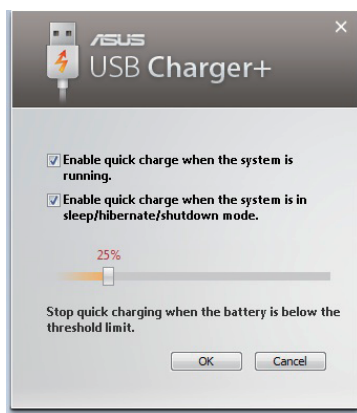 ASUS
USB Charger+
Enable quick charge when the system is
running.
Enable quick charge when the system is in
sleep/hibernate/shutdown mode.
25%
Stop quick charging when the battery is below the
threshold limit.
OK Cancel